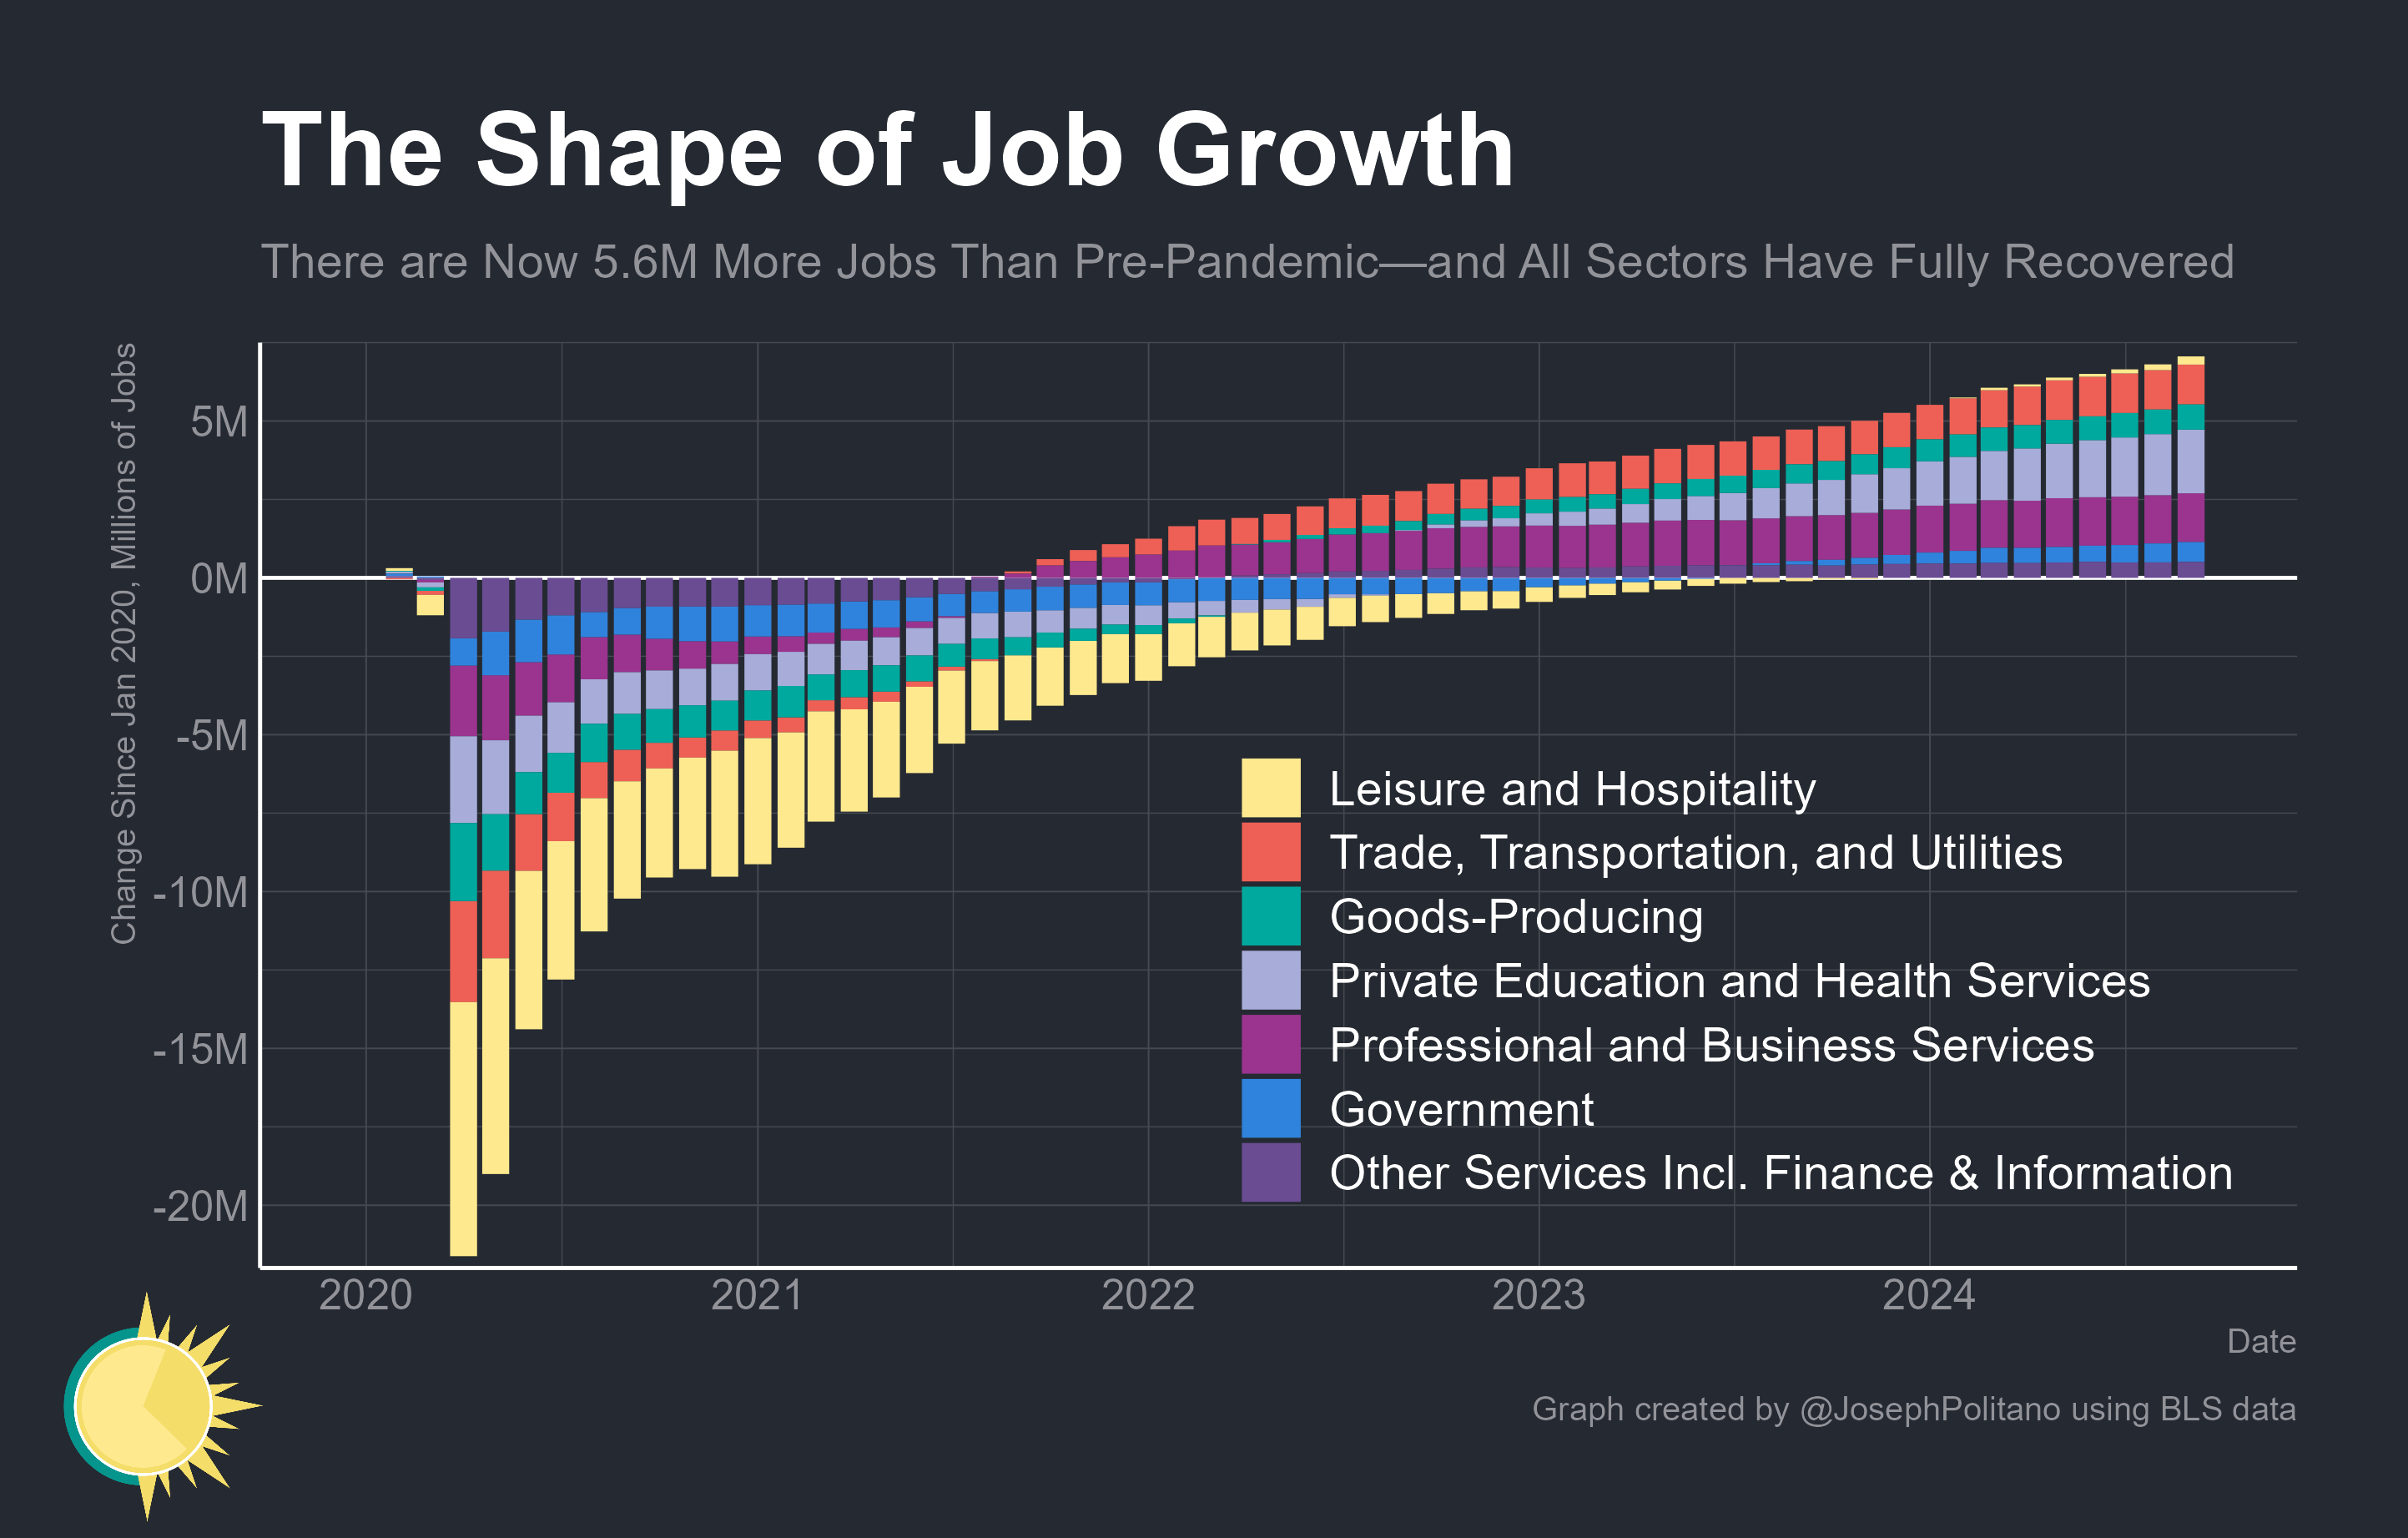 The Shape of Job Growth
There are Now 5.6M More Jobs Than Pre-Pandemic—and All Sectors Have Fully Recovered
Change Since Jan 2020, Millions of Jobs
5M
0M
-5M
-10M
-15M
-20M
Leisure and Hospitality
Trade, Transportation, and Utilities
Goods-Producing
Private Education and Health Services
Professional and Business Services
Government
Other Services Incl. Finance & Information
2020 2021 2022 2023 2024
Date
Graph created by @JosephPolitano using BLS data